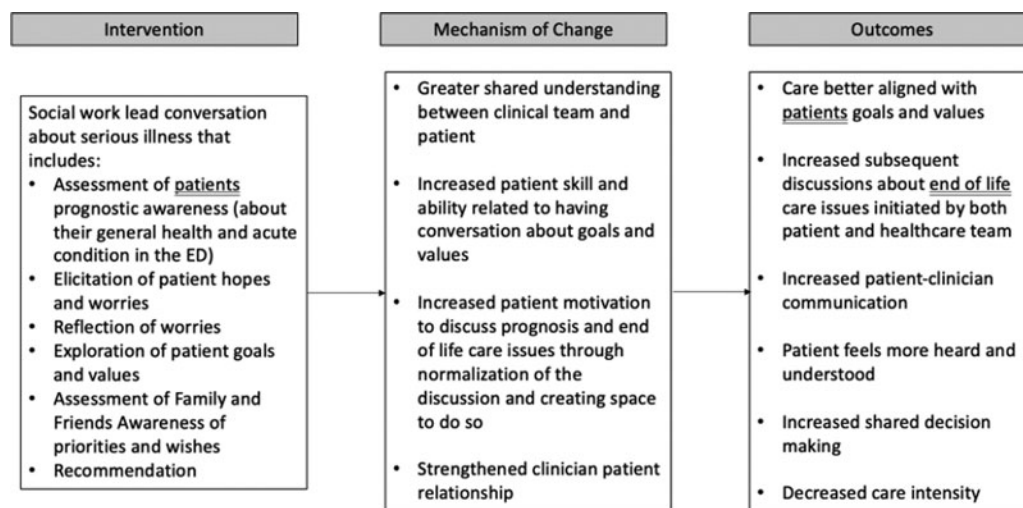 Intervention
Social work lead conversation
about serious illness that
includes:
• Assessment of patients
prognostic awareness (about
their general health and acute
condition in the ED)
• Elicitation of patient hopes
and worries
• Reflection of worries
• Exploration of patient goals
and values
• Assessment of Family and
Friends Awareness of
priorities and wishes
• Recommendation
Mechanism of Change
• Greater shared understanding
between clinical team and
patient
• Increased patient skill and
ability related to having
conversation about goals and
values
• Increased patient motivation
to discuss prognosis and end
of life care issues through
normalization of the
discussion and creating space
to do so
• Strengthened clinician patient
relationship
Outcomes
• Care better aligned with
patients goals and values
• Increased subsequent
discussions about end of life
care issues initiated by both
patient and healthcare team
• Increased patient-clinician
communication
• Patient feels more heard and
understood
• Increased shared decision
making
• Decreased care intensity